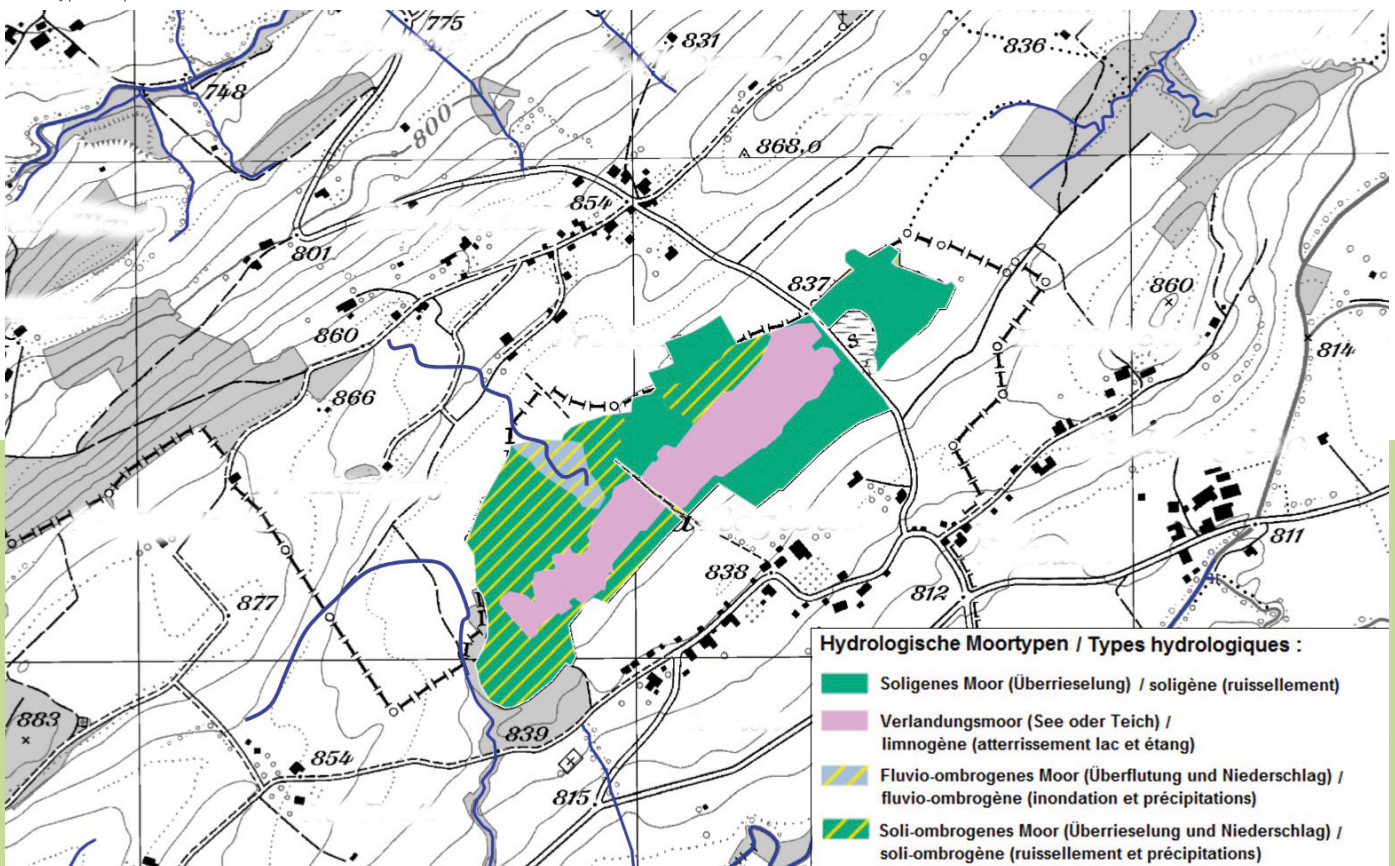 775
831
836
748
800
868,0
854
801
837
860
860
814
866
877
838
811
812
883
839
854
815
Hydrologische Moortypen / Types hydrologiques :
Soligenes Moor (Überrieselung) / soligène (ruissellement)
Verlandungsmoor (See oder Teich) /
limnogène (atterrissement lac et étang)
Fluvio-ombrogenes Moor (Überflutung und Niederschlag) /
fluvio-ombrogène (inondation et précipitations)
Soli-ombrogenes Moor (Überrieselung und Niederschlag) /
soli-ombrogène (ruissellement et précipitations)